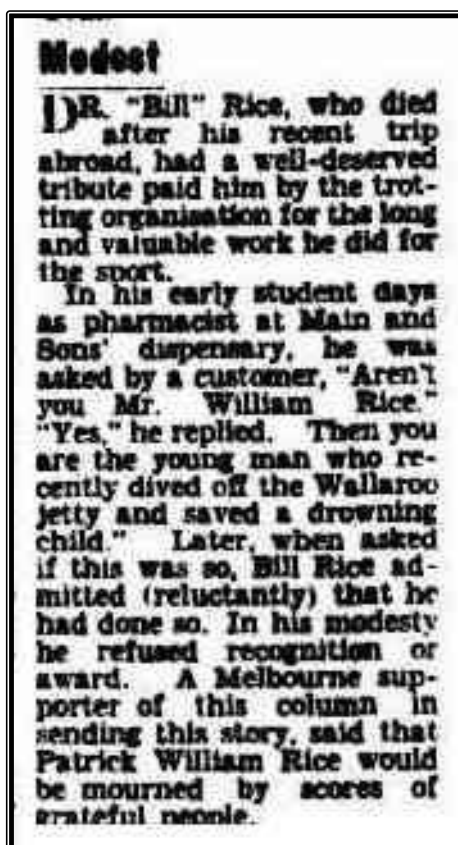 Modest
DR. "Bill" Rice, who died
after his recent trip
abroad, had a well-deserved
tribute paid him by the trot-
ting organisation for the long
and valuable work he did for
the sport.
In his early student days
as pharmacist at Main and
Sons' dispensary, he was
asked by a customer, "Aren't
you Mr. William Rice."
"Yes," he replied. Then you
are the young man who re-
cently dived off the Wallaroo
jetty and saved a drowning
child." Later, when asked
if this was so, Bill Rice ad-
mitted (reluctantly) that he
had done so. In his modesty
he refused recognition or
award. A Melbourne sup-
porter of this column in
sending this story, said that
Patrick William Rice would
be mourned by scores of
grateful people.